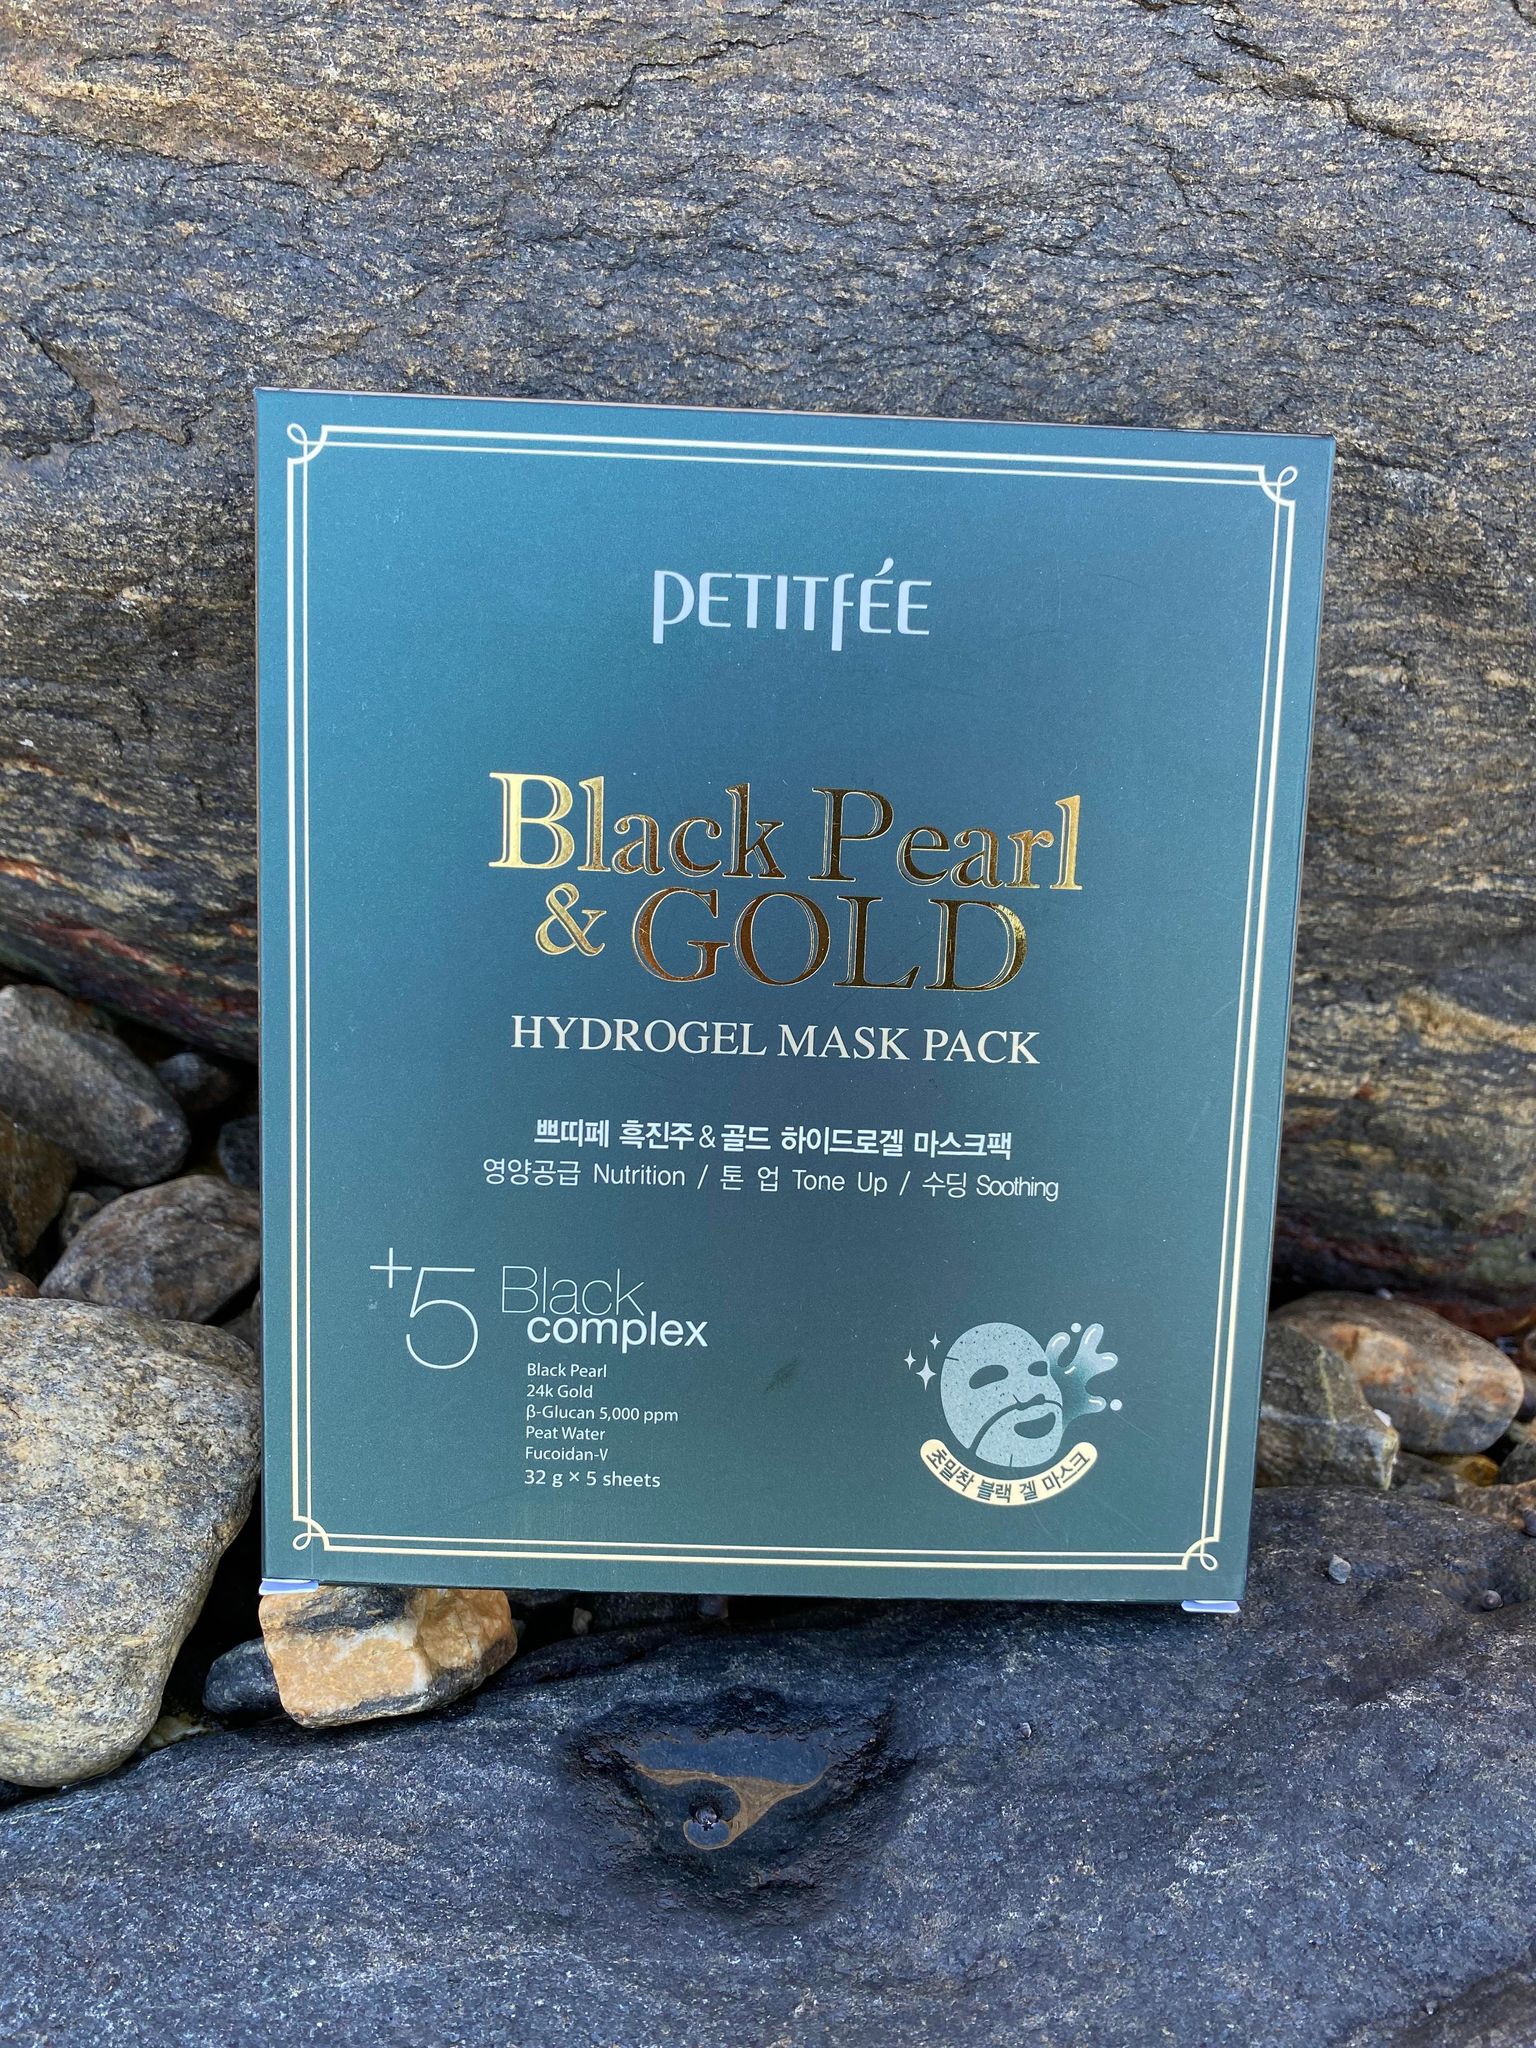 PETITFÉE
Black Pearl
& GOLD
HYDROGEL MASK PACK
쁘띠페 흑진주 & 골드 하이드로겔 마스크팩
영양공급 Nutrition / 톤 업 Tone Up / 수딩 Soothing
+5 Black
complex
Black Pearl
24k Gold
β-Glucan 5,000 ppm
Peat Water
Fucoidan-V
32 g × 5 sheets
초밀착 블랙 겔 마스크